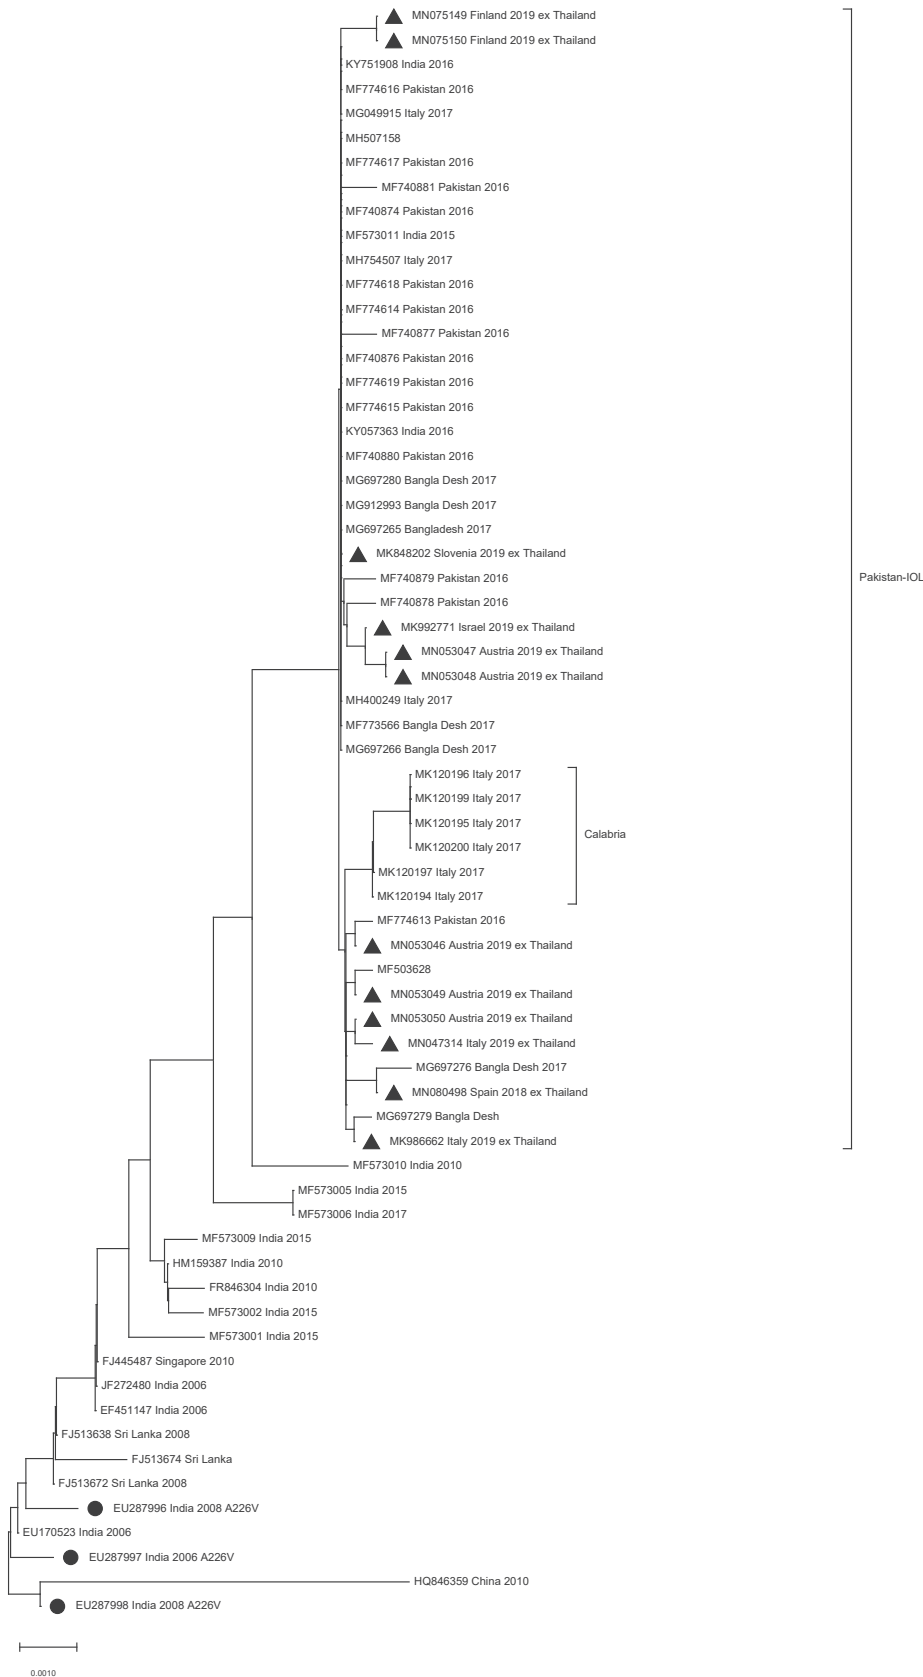 MN075149 Finland 2019 ex Thailand
MN075150 Finland 2019 ex Thailand
KY751908 India 2016
MF774616 Pakistan 2016
MG049915 Italy 2017
MH507158
MF774617 Pakistan 2016
MF740881 Pakistan 2016
MF740874 Pakistan 2016
MF573011 India 2015
MH754507 Italy 2017
MF774618 Pakistan 2016
MF774614 Pakistan 2016
MF740877 Pakistan 2016
MF740876 Pakistan 2016
MF774619 Pakistan 2016
MF774615 Pakistan 2016
KY057363 India 2016
MF740880 Pakistan 2016
MG697280 Bangla Desh 2017
MG912993 Bangla Desh 2017
MG697265 Bangladesh 2017
MK848202 Slovenia 2019 ex Thailand
Pakistan-IOL
MF740879 Pakistan 2016
MF740878 Pakistan 2016
MK992771 Israel 2019 ex Thailand
MN053047 Austria 2019 ex Thailand
MN053048 Austria 2019 ex Thailand
MH400249 Italy 2017
MF773566 Bangla Desh 2017
MG697266 Bangla Desh 2017
MK120196 Italy 2017
MK120199 Italy 2017
MK120195 Italy 2017
Calabria
MK120200 Italy 2017
MK120197 Italy 2017
MK120194 Italy 2017
MF774613 Pakistan 2016
MN053046 Austria 2019 ex Thailand
MF503628
MN053049 Austria 2019 ex Thailand
MN053050 Austria 2019 ex Thailand
MN047314 Italy 2019 ex Thailand
MG697276 Bangla Desh 2017
MN080498 Spain 2018 ex Thailand
MG697279 Bangla Desh
MK986662 Italy 2019 ex Thailand
MF573010 India 2010
MF573005 India 2015
MF573006 India 2017
MF573009 India 2015
HM159387 India 2010
FR846304 India 2010
MF573002 India 2015
MF573001 India 2015
FJ445487 Singapore 2010
JF272480 India 2006
EF451147 India 2006
FJ513638 Sri Lanka 2008
FJ513674 Sri Lanka
FJ513672 Sri Lanka 2008
EU287996 India 2008 A226V
EU170523 India 2006
EU287997 India 2006 A226V
HQ846359 China 2010
EU287998 India 2008 A226V
0.0010